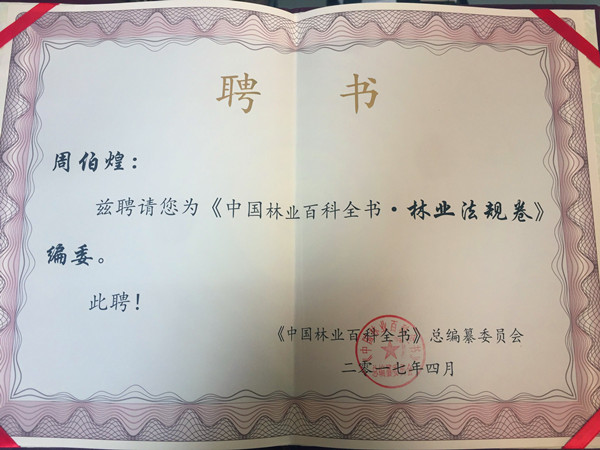 聘 书
周伯煌：
兹聘请您为《中国林业百科全书·林业法规卷》
编委。
此聘！
《中国林业百科全书》总编纂委员会
二零一七年四月